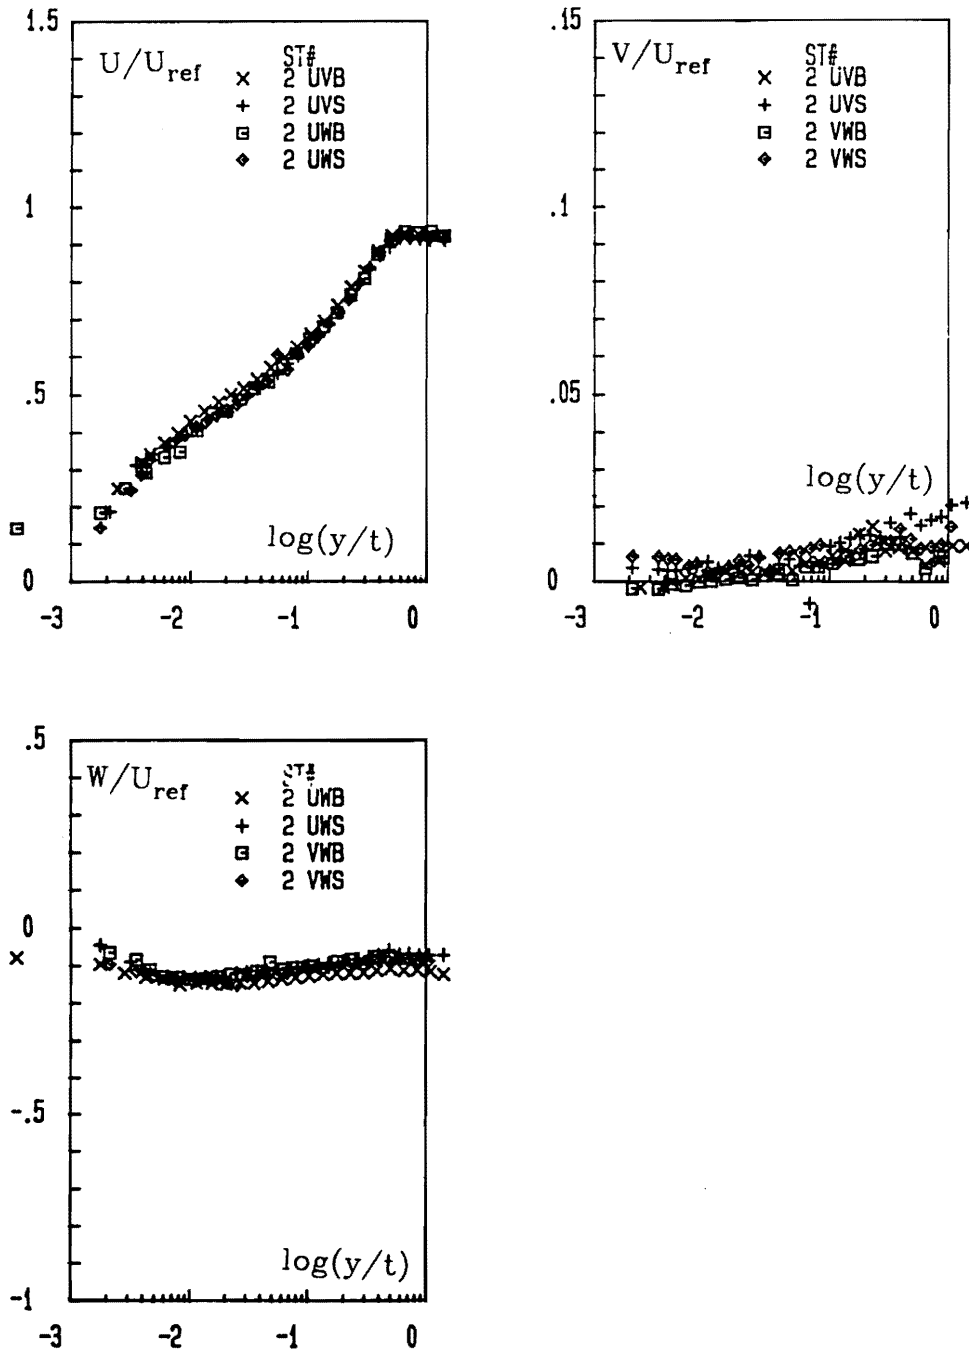 1.5
1
.5
0
-3
-2
-1
0
U/U_ref
ST#
2 UVB
2 UVS
2 UWB
2 UWS
log(y/t)
.15
.1
.05
0
-3
-2
-1
0
V/U_ref
ST#
2 UVB
2 UVS
2 VWB
2 VWS
log(y/t)
.5
0
-.5
-1
-3
-2
-1
0
W/U_ref
ST#
2 UWB
2 UWS
2 VWB
2 VWS
log(y/t)